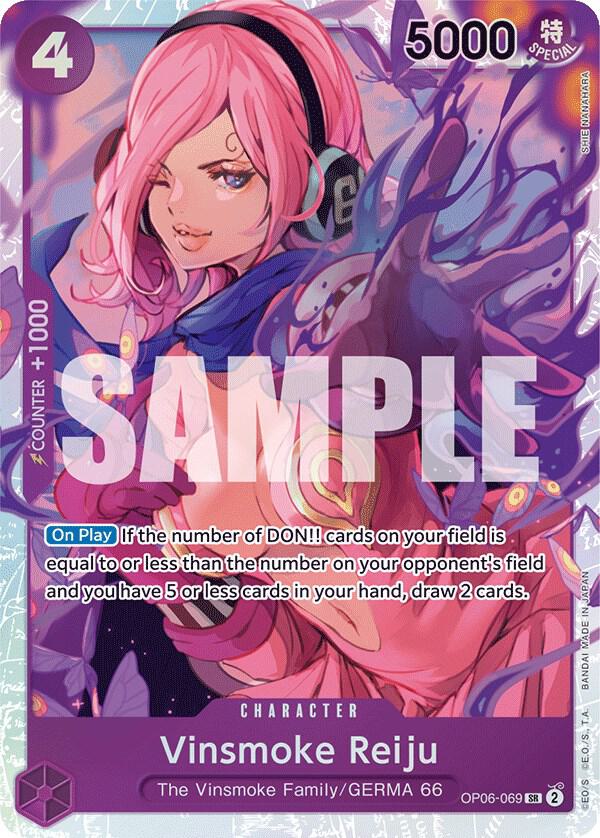 4
5000
特
SPECIAL
SHIE NANAHARA
COUNTER +1000
6
SAMPLE
On Play If the number of DON!! cards on your field is
equal to or less than the number on your opponent's field
and you have 5 or less cards in your hand, draw 2 cards.
BANDAI MADE IN JAPAN
©E.O./S, T.A.
©EO/S
CHARACTER
Vinsmoke Reiju
The Vinsmoke Family/GERMA 66
OP06-069 SR 2